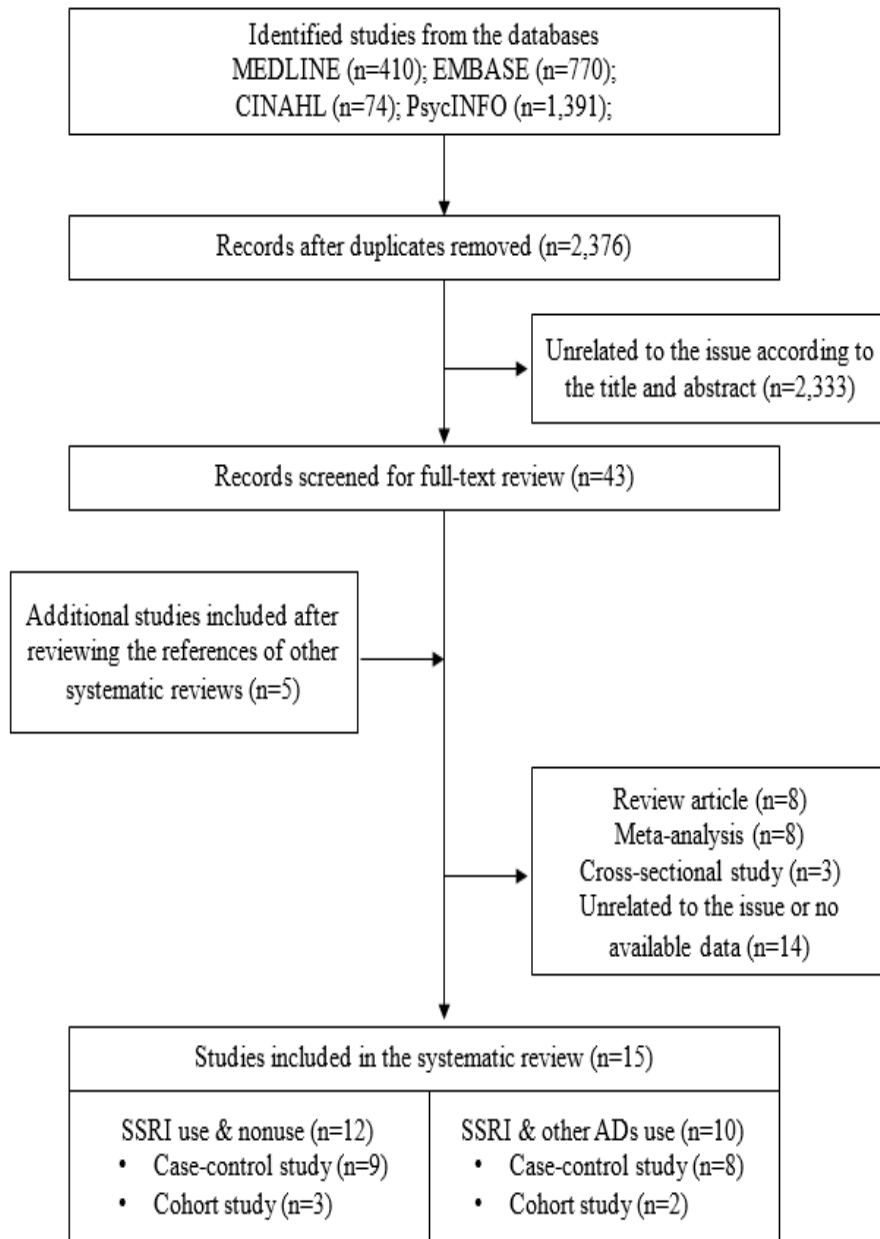 Identified studies from the databases
MEDLINE (n=410); EMBASE (n=770);
CINAHL (n=74); PsycINFO (n=1,391);
Records after duplicates removed (n=2,376)
Unrelated to the issue according to
the title and abstract (n=2,333)
Records screened for full-text review (n=43)
Additional studies included after
reviewing the references of other
systematic reviews (n=5)
Review article (n=8)
Meta-analysis (n=8)
Cross-sectional study (n=3)
Unrelated to the issue or no
available data (n=14)
Studies included in the systematic review (n=15)
SSRI use & nonuse (n=12)
• Case-control study (n=9)
• Cohort study (n=3)
SSRI & other ADs use (n=10)
• Case-control study (n=8)
• Cohort study (n=2)